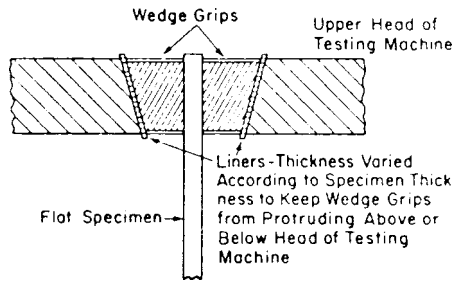 Wedge Grips
Upper Head of
Testing Machine
Liners-Thickness Varied
According to Specimen Thick
ness to Keep Wedge Grips
from Protruding Above or
Below Head of Testing
Machine
Flat Specimen